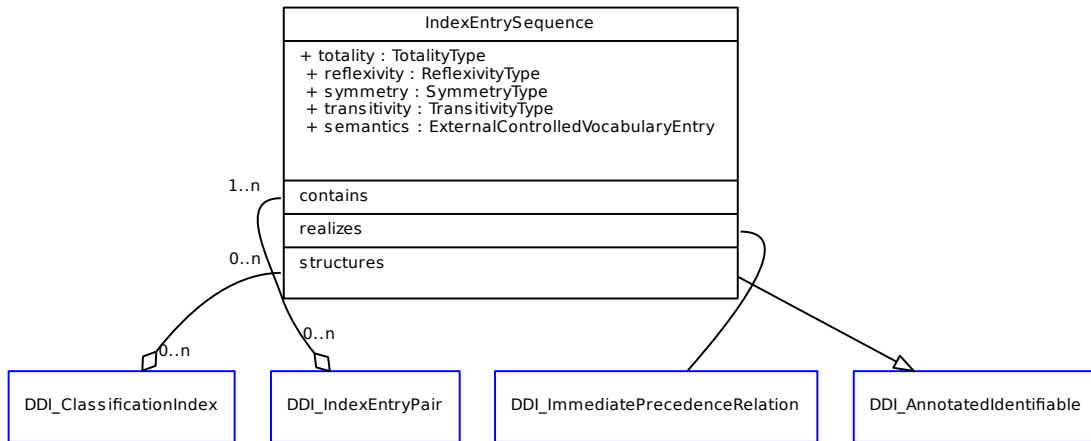 IndexEntrySequence
+ totality : TotalityType
+ reflexivity : ReflexivityType
+ symmetry : SymmetryType
+ transitivity : TransitivityType
+ semantics : ExternalControlledVocabularyEntry
1..n
contains
realizes
0..n
structures
0..n
0..n
DDI_ClassificationIndex
DDI_IndexEntryPair
DDI_ImmediatePrecedenceRelation
DDI_AnnotatedIdentifiable